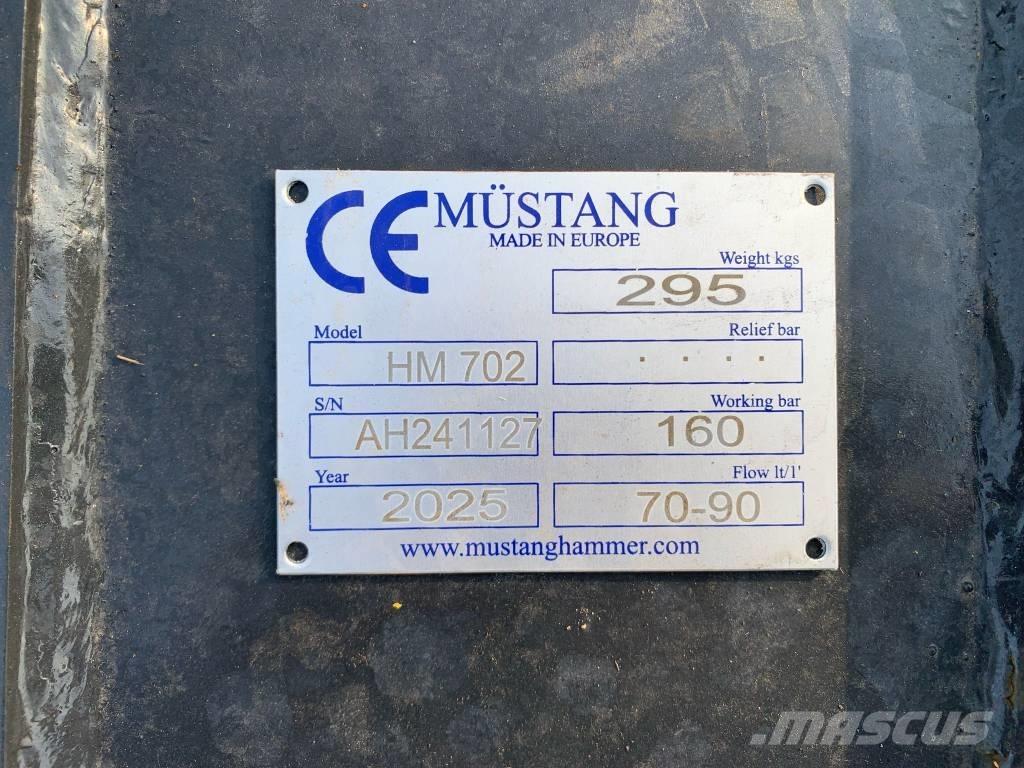 CE MÜSTANG
MADE IN EUROPE
Weight kgs
295
Model
HM 702
Relief bar
. . . .
S/N
AH241127
Working bar
160
Year
2025
Flow lt/1'
70-90
www.mustanghammer.com
MASCUS